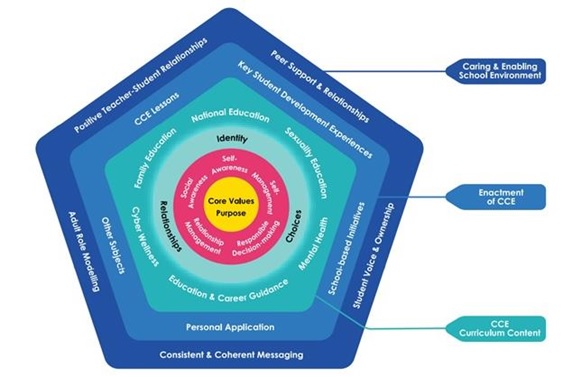 Positive Teacher-Student Relationships
Peer Support & Relationships
Adult Role Modelling
Student Voice & Ownership
Consistent & Coherent Messaging
CCE Lessons
Key Student Development Experiences
Other Subjects
School-based Initiatives
Personal Application
National Education
Family Education
Sexuality Education
Cyber Wellness
Mental Health
Education & Career Guidance
Identity
Relationships
Choices
Self-
Awareness
Social
Awareness
Self-
Management
Relationship
Management
Responsible
Decision-making
Core Values
Purpose
Caring & Enabling
School Environment
Enactment
of CCE
CCE
Curriculum Content